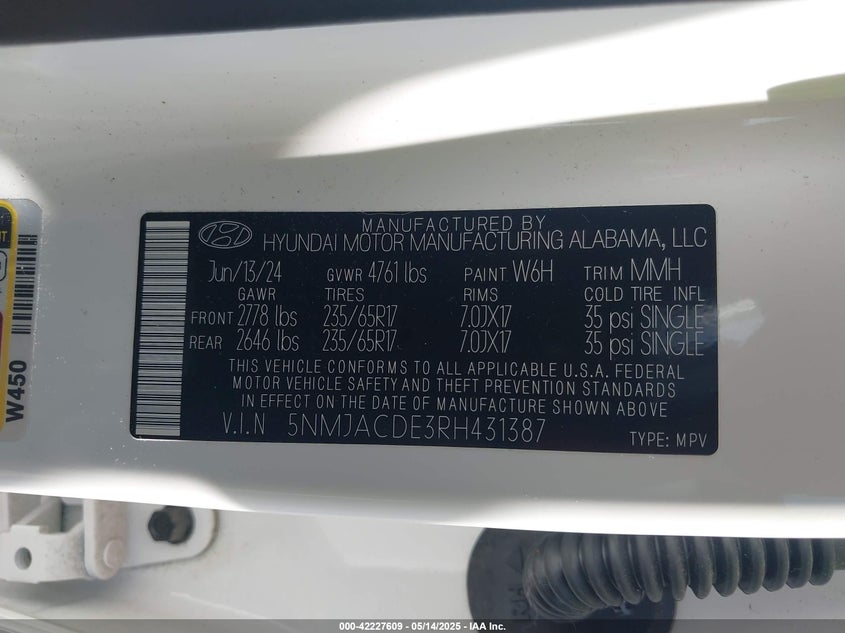 MANUFACTURED BY
HYUNDAI MOTOR MANUFACTURING ALABAMA, LLC
Jun/13/24 GVWR 4761 lbs PAINT W6H TRIM MMH
GAWR TIRES RIMS COLD TIRE INFL
FRONT 2778 lbs 235/65R17 7.0JX17 35 psi SINGLE
REAR 2646 lbs 235/65R17 7.0JX17 35 psi SINGLE
THIS VEHICLE CONFORMS TO ALL APPLICABLE U.S.A. FEDERAL
MOTOR VEHICLE SAFETY AND THEFT PREVENTION STANDARDS
IN EFFECT ON THE DATE OF MANUFACTURE SHOWN ABOVE
V.I.N 5NMJACDE3RH431387 TYPE: MPV
W450
000-42227609 - 05/14/2025 - IAA Inc.